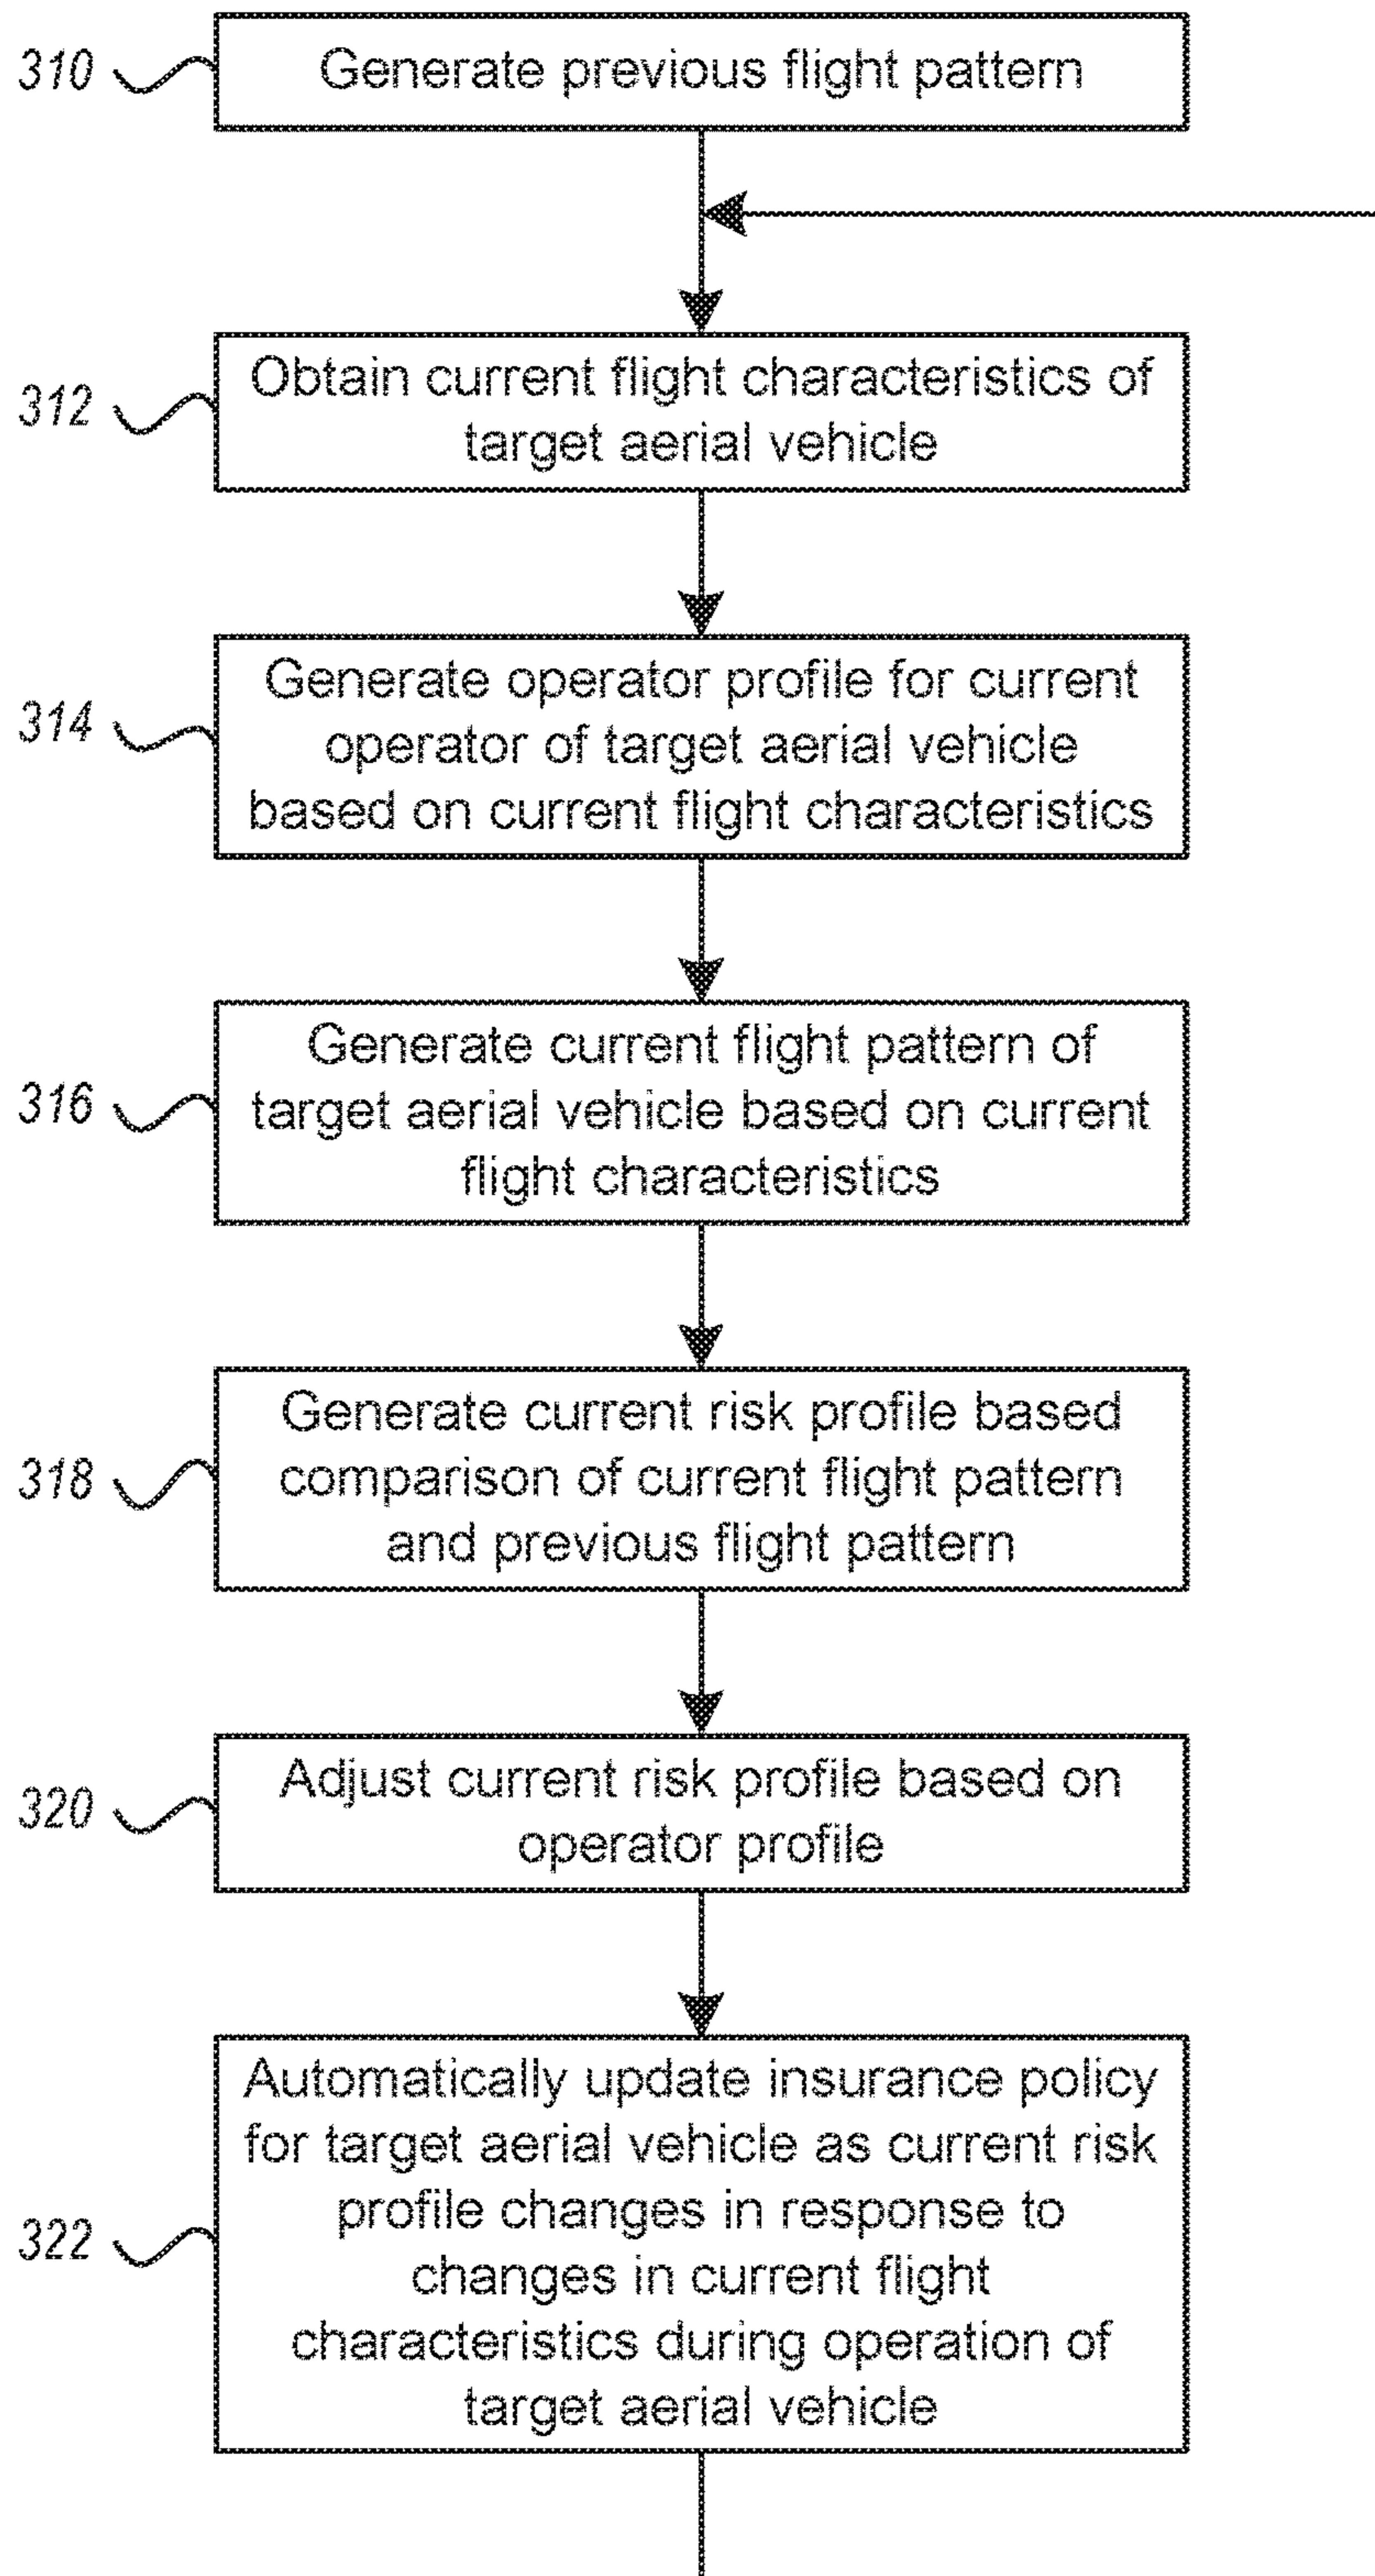 310
Generate previous flight pattern
312
Obtain current flight characteristics of
target aerial vehicle
314
Generate operator profile for current
operator of target aerial vehicle
based on current flight characteristics
316
Generate current flight pattern of
target aerial vehicle based on current
flight characteristics
318
Generate current risk profile based
comparison of current flight pattern
and previous flight pattern
320
Adjust current risk profile based on
operator profile
322
Automatically update insurance policy
for target aerial vehicle as current risk
profile changes in response to
changes in current flight
characteristics during operation of
target aerial vehicle